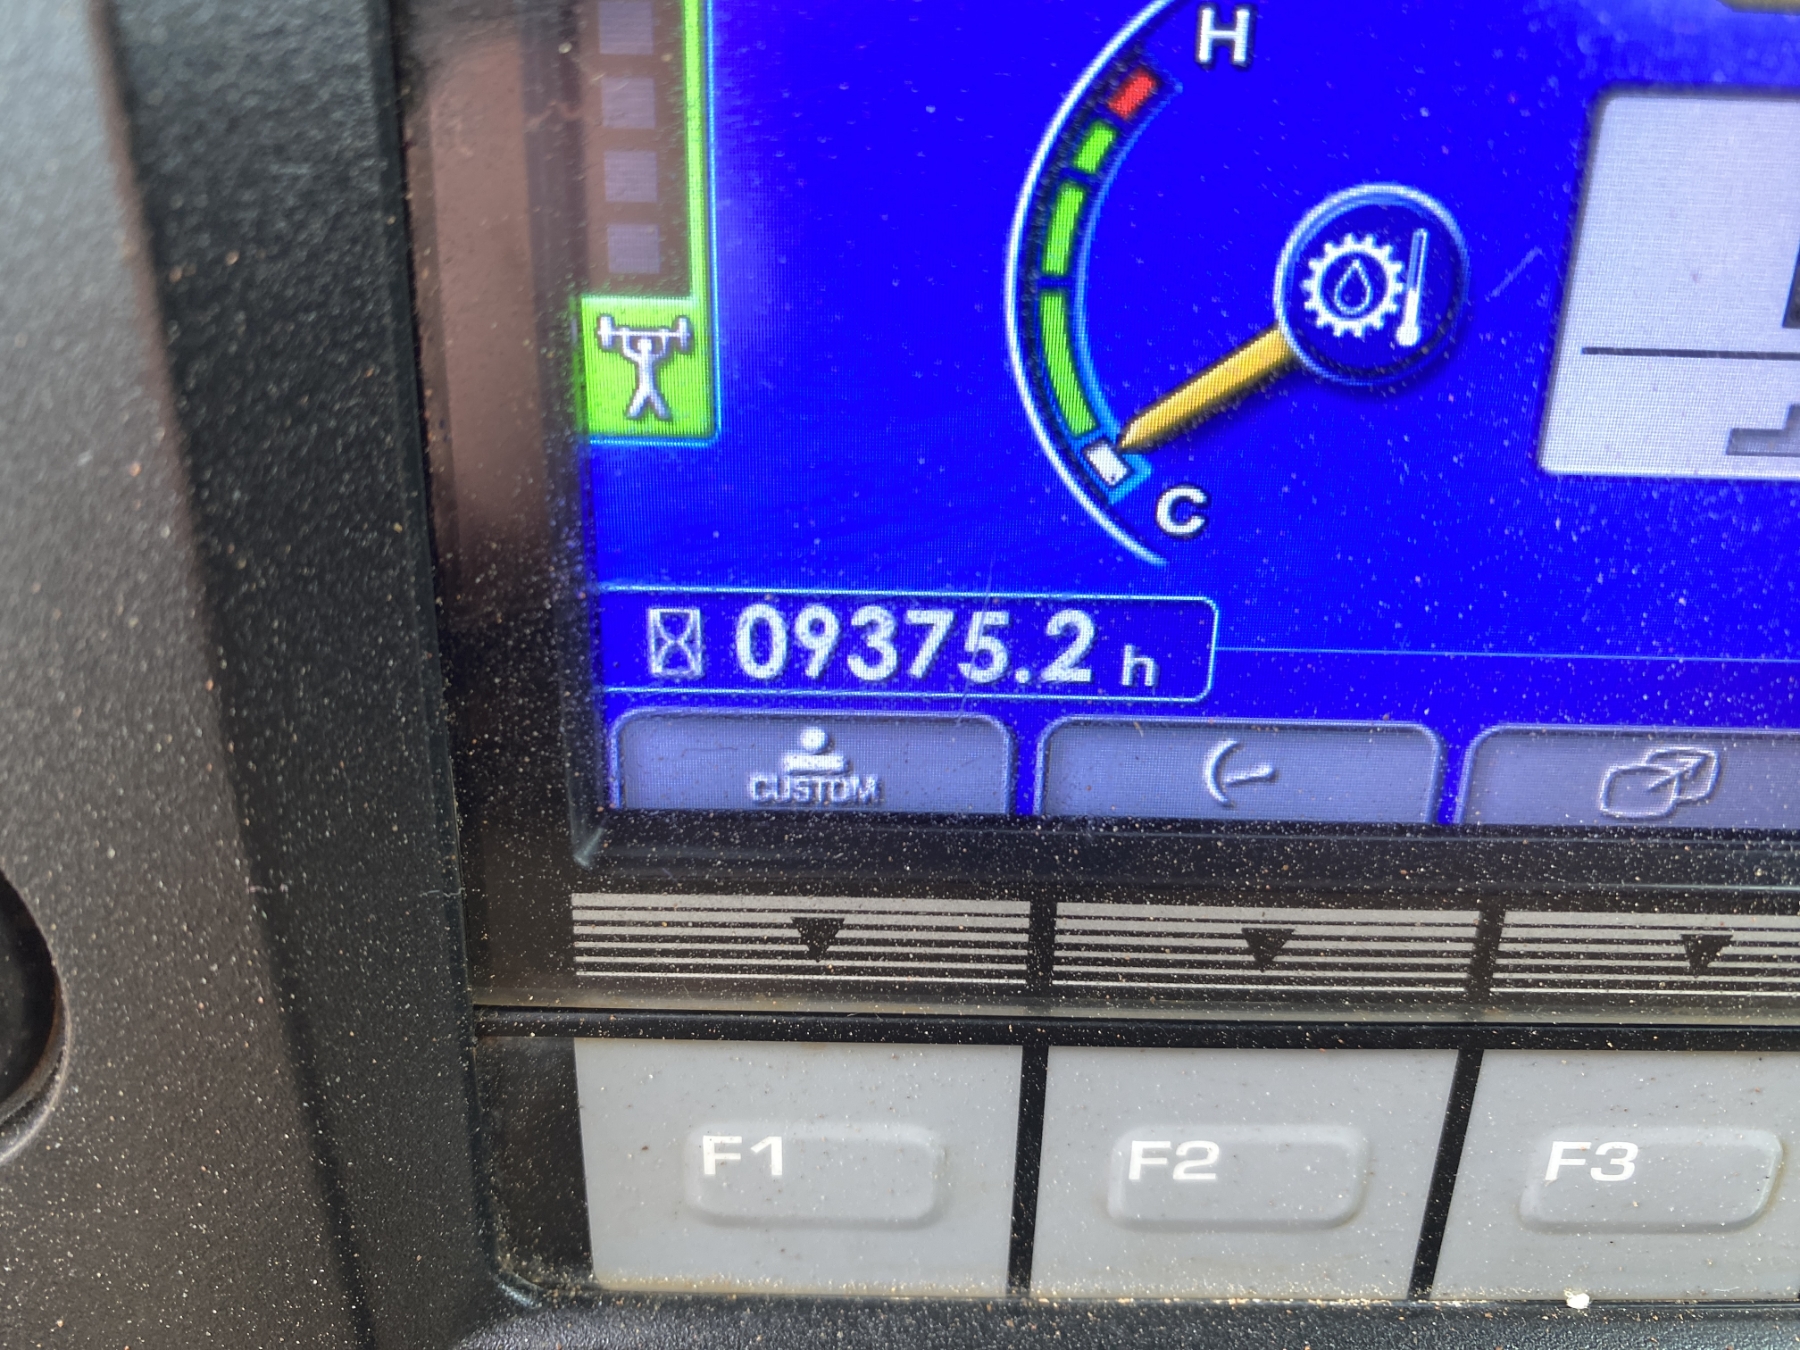 H
C
09375.2 h
CUSTOM
F1 F2 F3